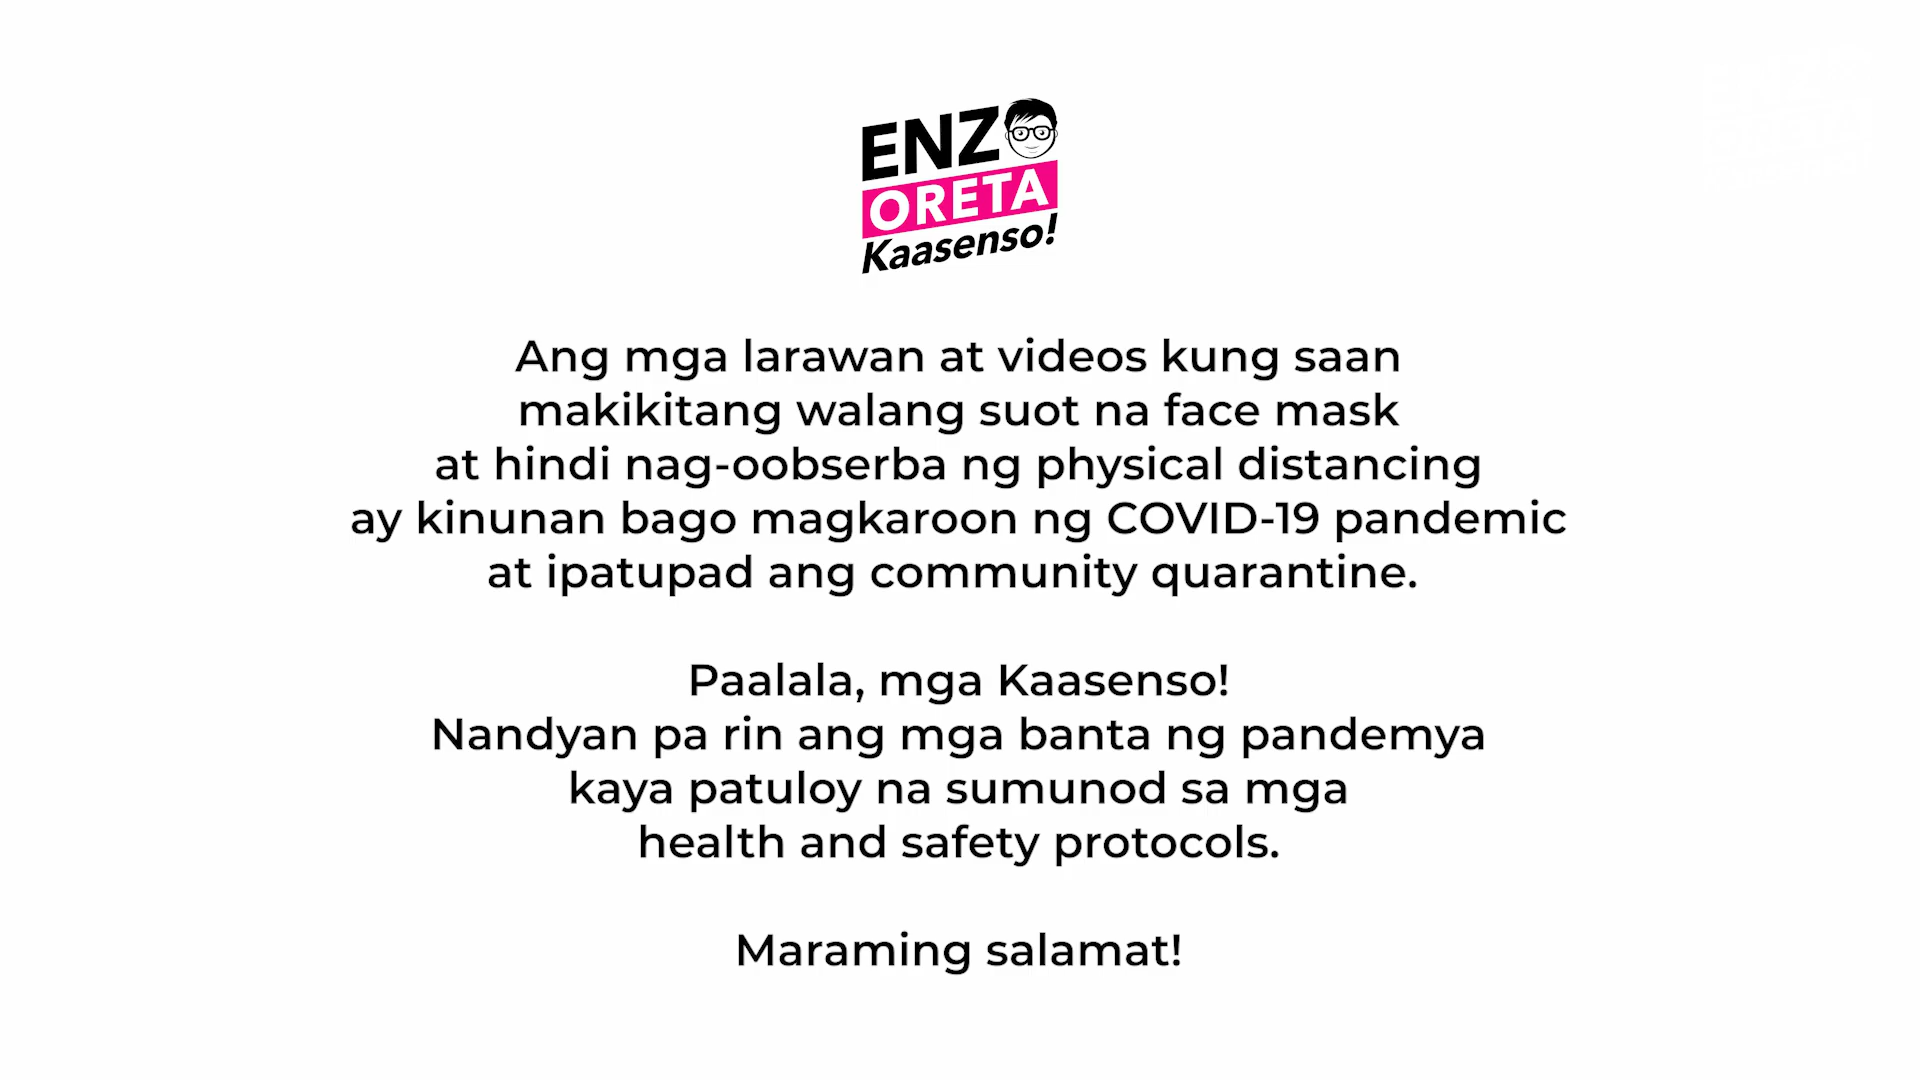 ENZO
ORETA
Kaasenso!
Ang mga larawan at videos kung saan
makikitang walang suot na face mask
at hindi nag-oobserba ng physical distancing
ay kinunan bago magkaroon ng COVID-19 pandemic
at ipatupad ang community quarantine.
Paalala, mga Kaasenso!
Nandyan pa rin ang mga banta ng pandemya
kaya patuloy na sumunod sa mga
health and safety protocols.
Maraming salamat!